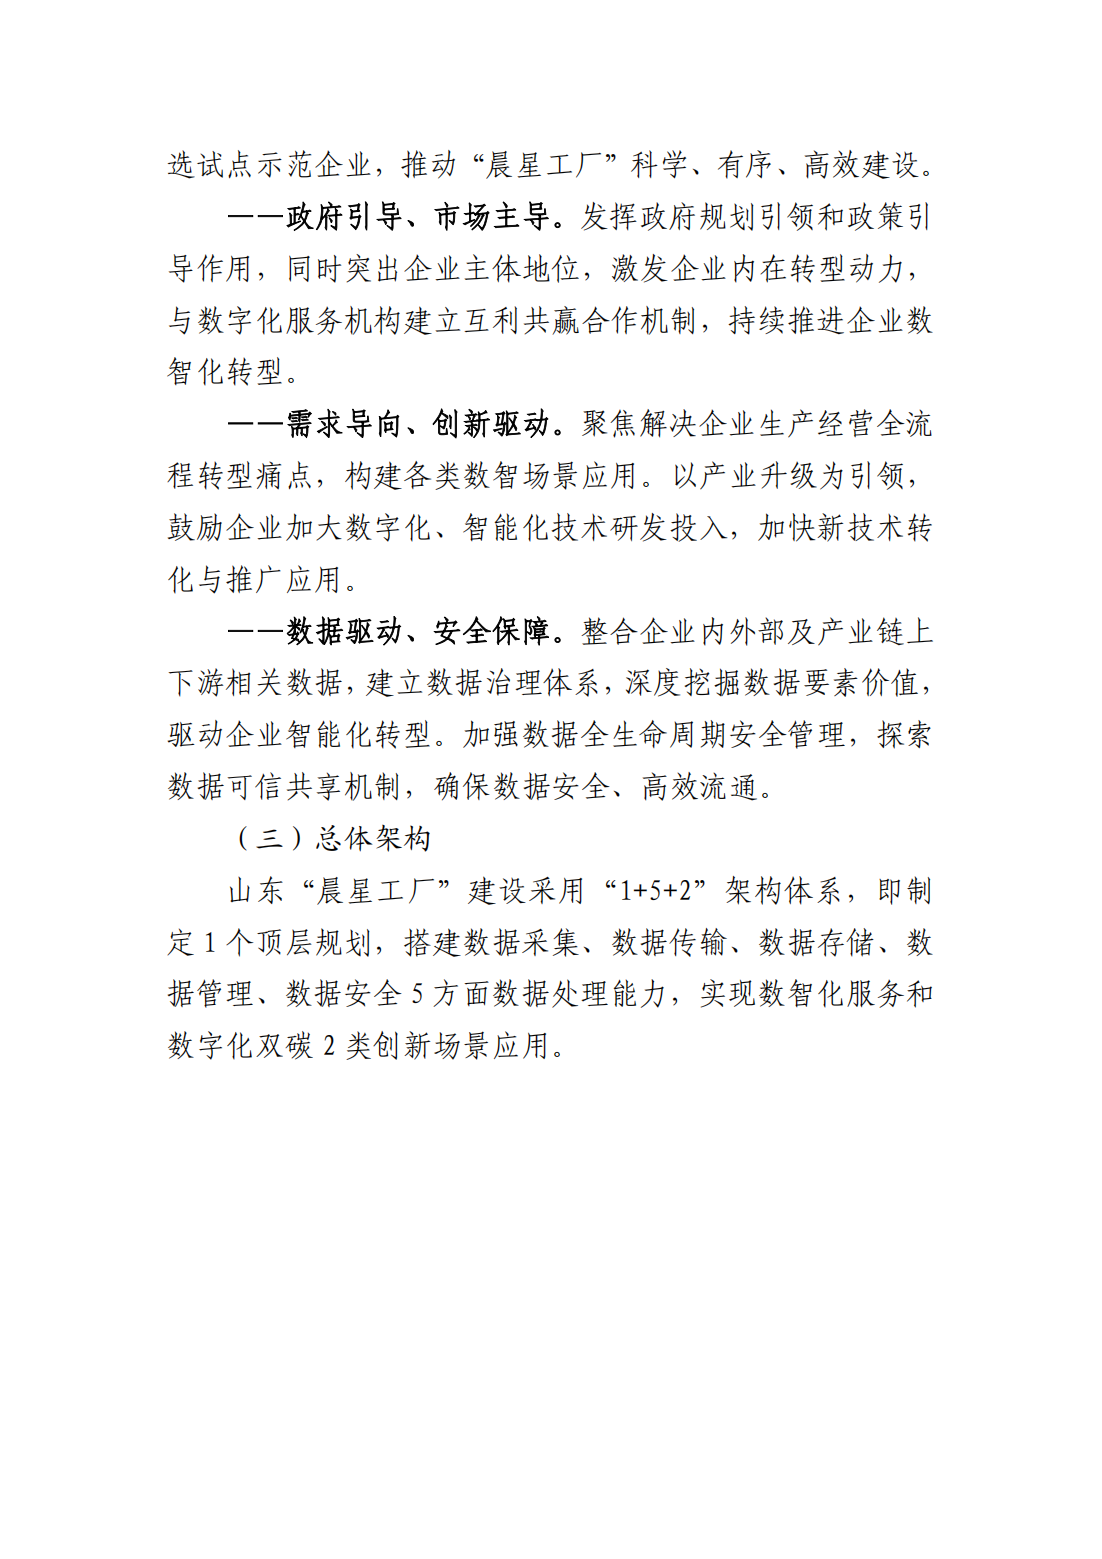 选试点示范企业，推动“晨星工厂”科学、有序、高效建设。
——政府引导、市场主导。发挥政府规划引领和政策引
导作用，同时突出企业主体地位，激发企业内在转型动力，
与数字化服务机构建立互利共赢合作机制，持续推进企业数
智化转型。
——需求导向、创新驱动。聚焦解决企业生产经营全流
程转型痛点，构建各类数智场景应用。以产业升级为引领，
鼓励企业加大数字化、智能化技术研发投入，加快新技术转
化与推广应用。
——数据驱动、安全保障。整合企业内外部及产业链上
下游相关数据，建立数据治理体系，深度挖掘数据要素价值，
驱动企业智能化转型。加强数据全生命周期安全管理，探索
数据可信共享机制，确保数据安全、高效流通。
（三）总体架构
山东“晨星工厂”建设采用“1+5+2”架构体系，即制
定 1 个顶层规划，搭建数据采集、数据传输、数据存储、数
据管理、数据安全 5 方面数据处理能力，实现数智化服务和
数字化双碳 2 类创新场景应用。